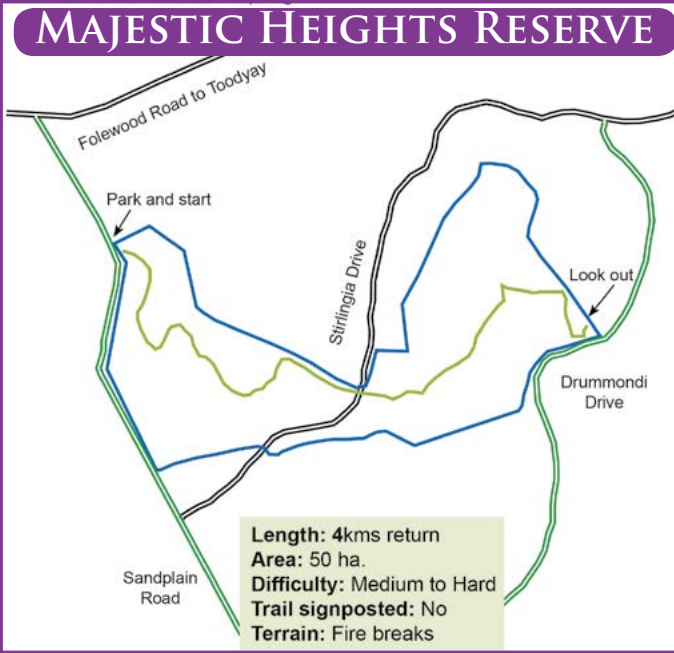 MAJESTIC HEIGHTS RESERVE
Folewood Road to Toodyay
Park and start
Stirlingia Drive
Look out
Drummondi
Drive
Length: 4kms return
Area: 50 ha.
Difficulty: Medium to Hard
Trail signposted: No
Terrain: Fire breaks
Sandplain
Road